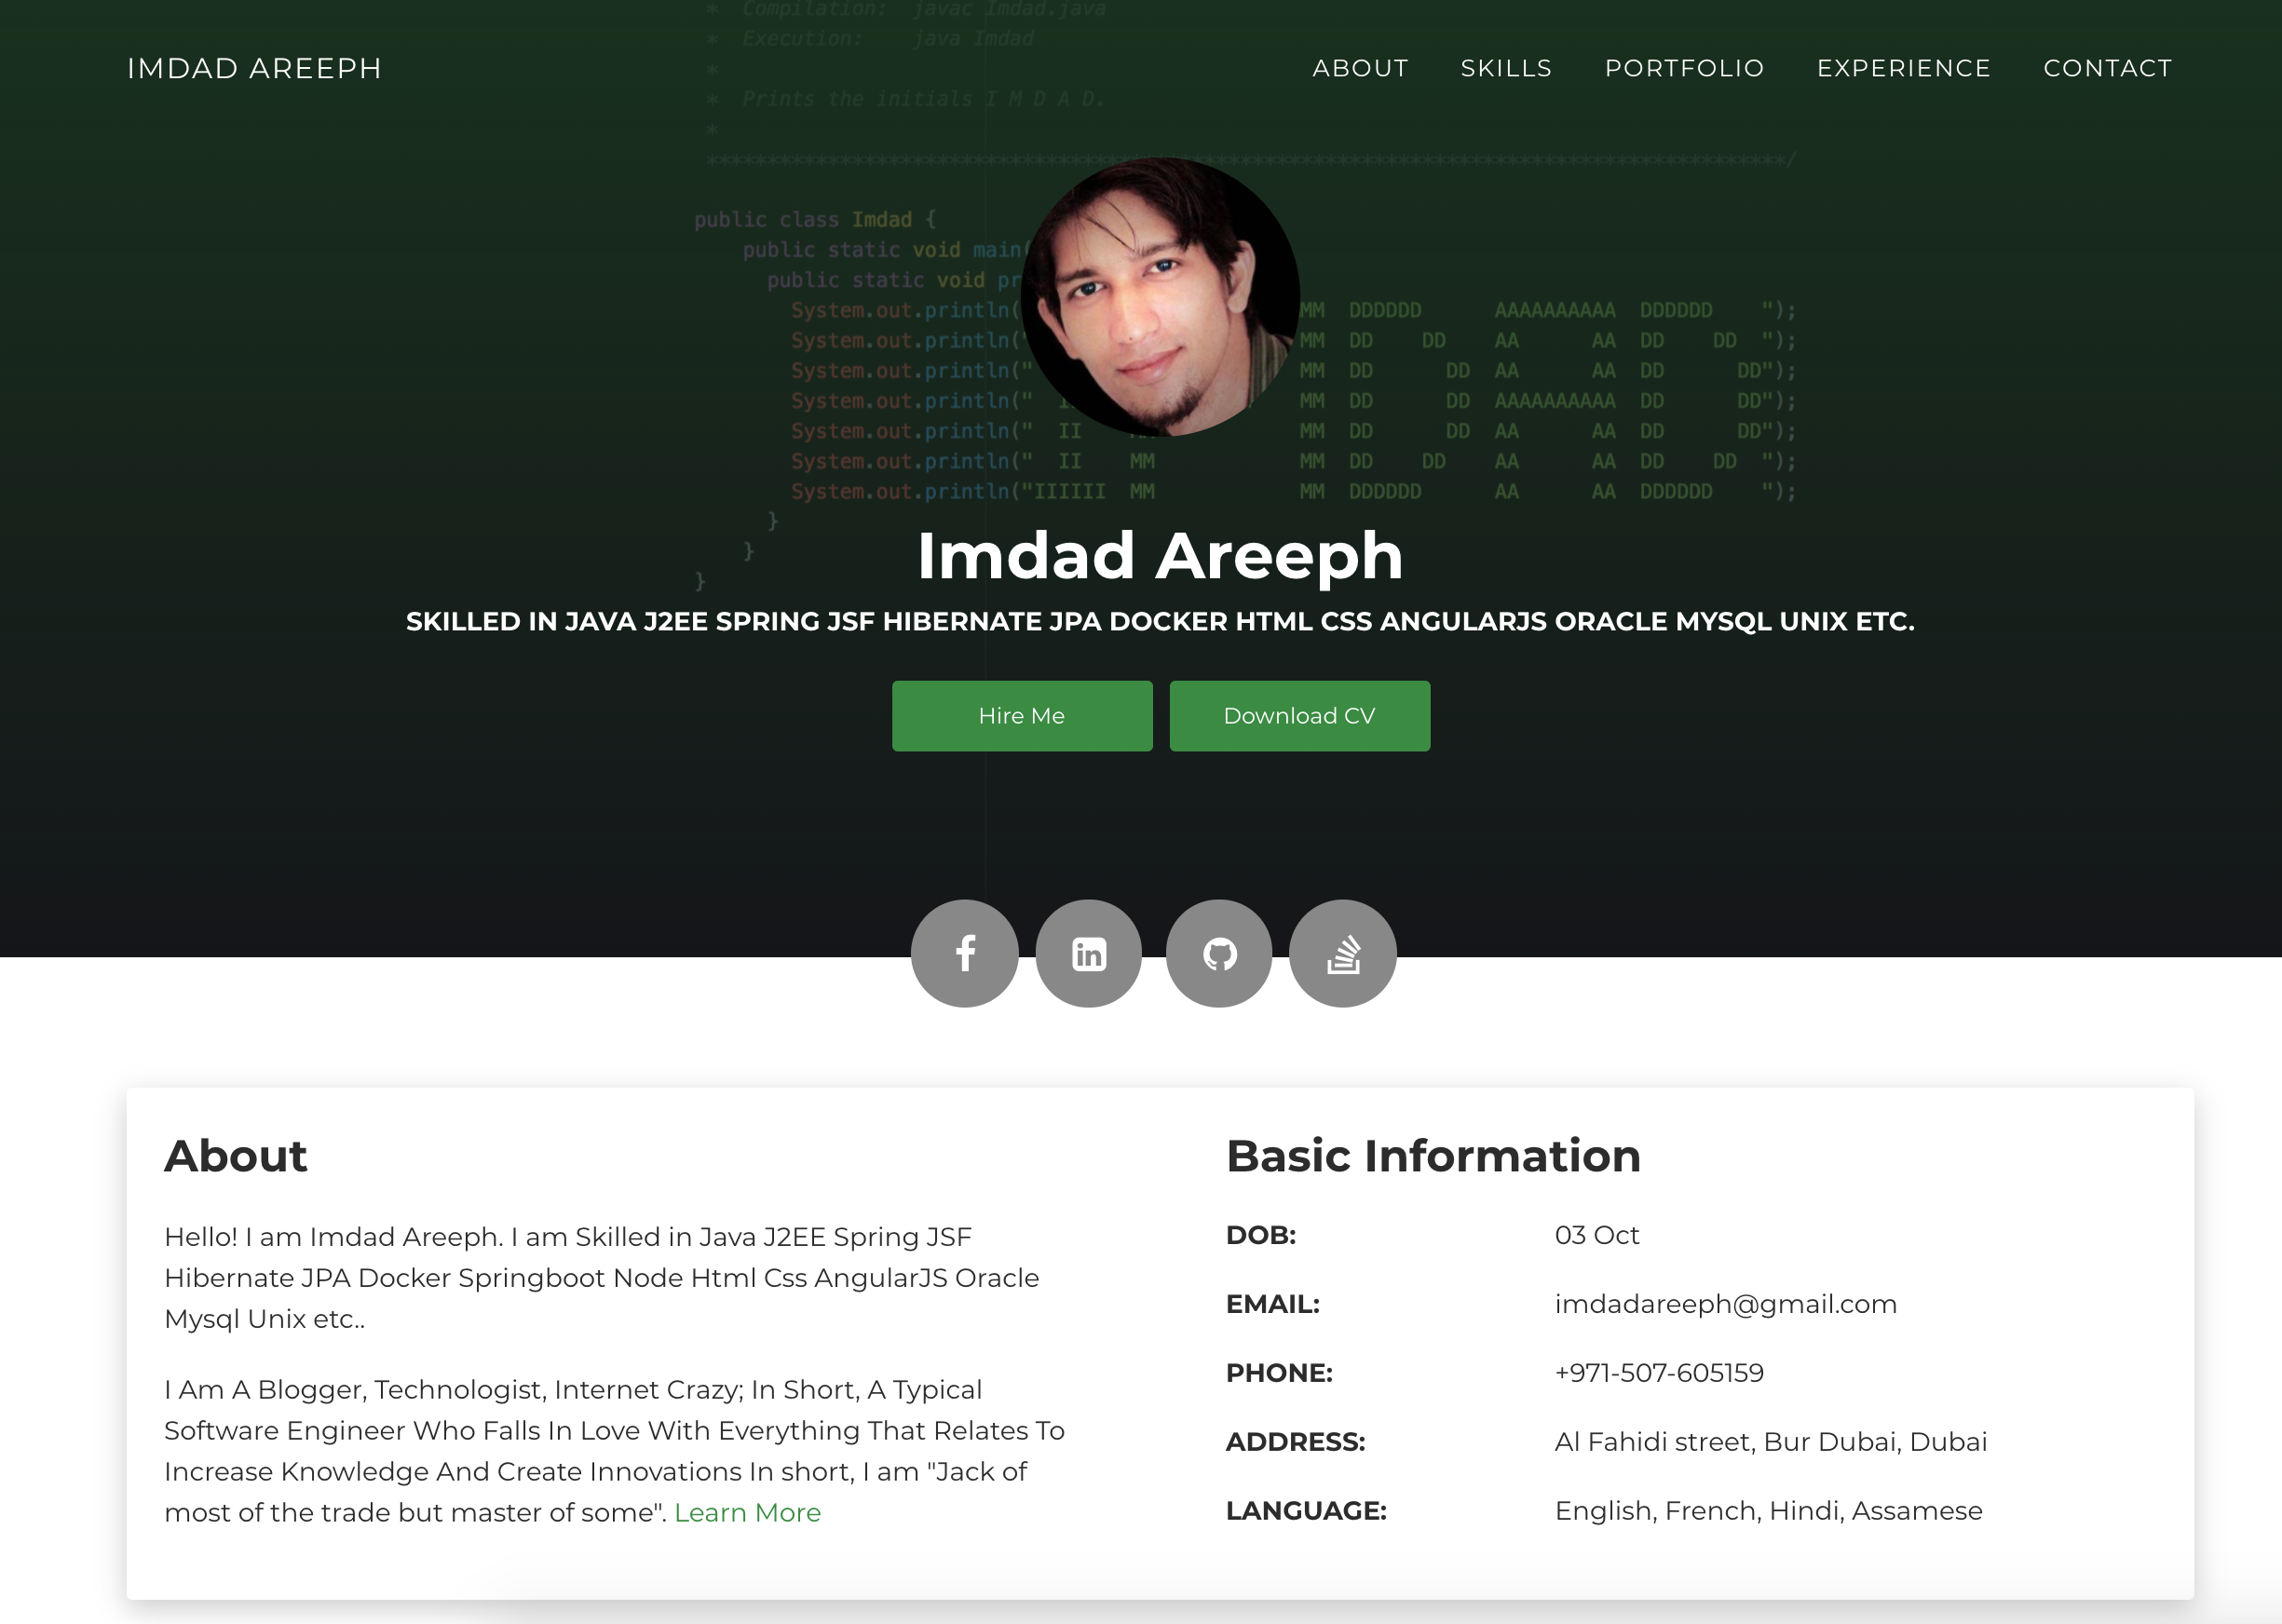 *  Compilation:  javac Imdad.java
*  Execution:    java Imdad
*
IMDAD AREEPH
ABOUT SKILLS PORTFOLIO EXPERIENCE CONTACT
*  Prints the initials I M D A D.
*
*****************************************************************************************/
public class Imdad {
public static void main(
public static void pr
System.out.println( MM  DDDDDD      AAAAAAAAAA  DDDDDD    ");
System.out.println(" MM  DD    DD    AA      AA  DD    DD  ");
System.out.println(" MM  DD      DD  AA      AA  DD      DD");
System.out.println("  I MM  DD      DD  AAAAAAAAAA  DD      DD");
System.out.println("  II MM  DD      DD  AA      AA  DD      DD");
System.out.println("  II    MM            MM  DD    DD    AA      AA  DD    DD  ");
System.out.println("IIIIII  MM            MM  DDDDDD      AA      AA  DDDDDD    ");
}
}
}
Imdad Areeph
SKILLED IN JAVA J2EE SPRING JSF HIBERNATE JPA DOCKER HTML CSS ANGULARJS ORACLE MYSQL UNIX ETC.
Hire Me
Download CV
f
in
About
Hello! I am Imdad Areeph. I am Skilled in Java J2EE Spring JSF
Hibernate JPA Docker Springboot Node Html Css AngularJS Oracle
Mysql Unix etc..
I Am A Blogger, Technologist, Internet Crazy; In Short, A Typical
Software Engineer Who Falls In Love With Everything That Relates To
Increase Knowledge And Create Innovations In short, I am "Jack of
most of the trade but master of some". Learn More
Basic Information
DOB: 03 Oct
EMAIL: imdadareeph@gmail.com
PHONE: +971-507-605159
ADDRESS: Al Fahidi street, Bur Dubai, Dubai
LANGUAGE: English, French, Hindi, Assamese